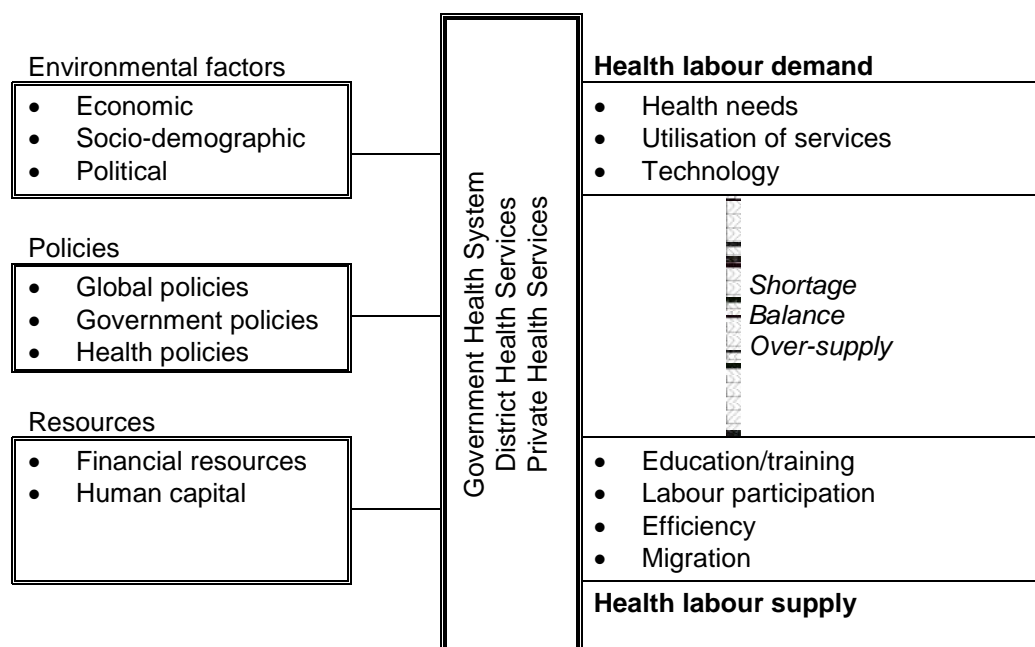 Environmental factors
• Economic
• Socio-demographic
• Political
Policies
• Global policies
• Government policies
• Health policies
Resources
• Financial resources
• Human capital
Government Health System
District Health Services
Private Health Services
Health labour demand
• Health needs
• Utilisation of services
• Technology
Shortage
Balance
Over-supply
• Education/training
• Labour participation
• Efficiency
• Migration
Health labour supply